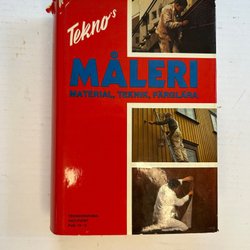 Tekno's
MÅLERI
MATERIAL, TEKNIK, FÄRGLÄRA